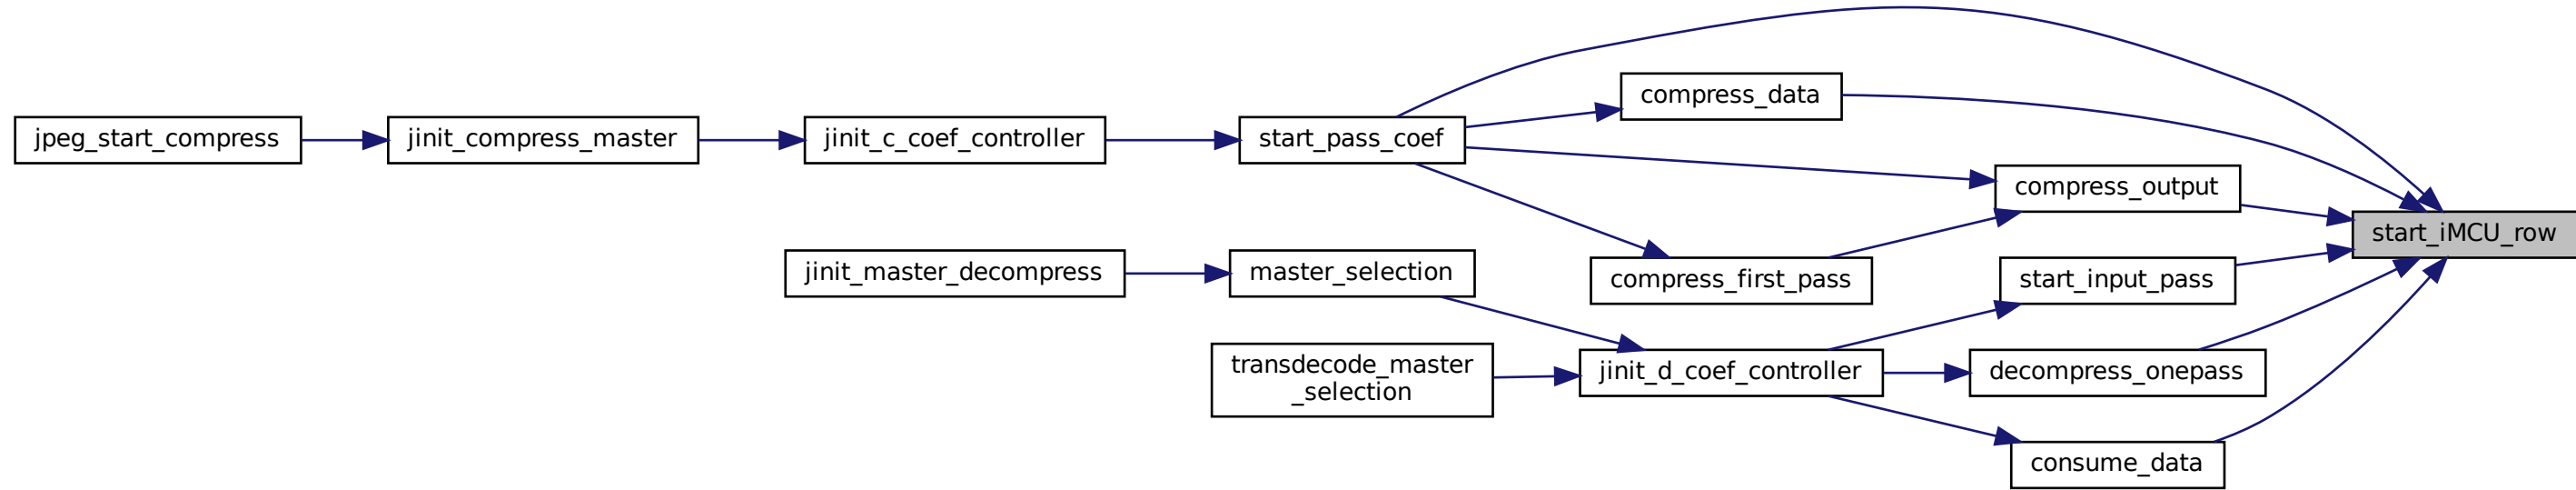 jpeg_start_compress
jinit_compress_master
jinit_c_coef_controller
start_pass_coef
compress_data
compress_output
compress_first_pass
start_iMCU_row
jinit_master_decompress
master_selection
start_input_pass
transdecode_master
_selection
jinit_d_coef_controller
decompress_onepass
consume_data